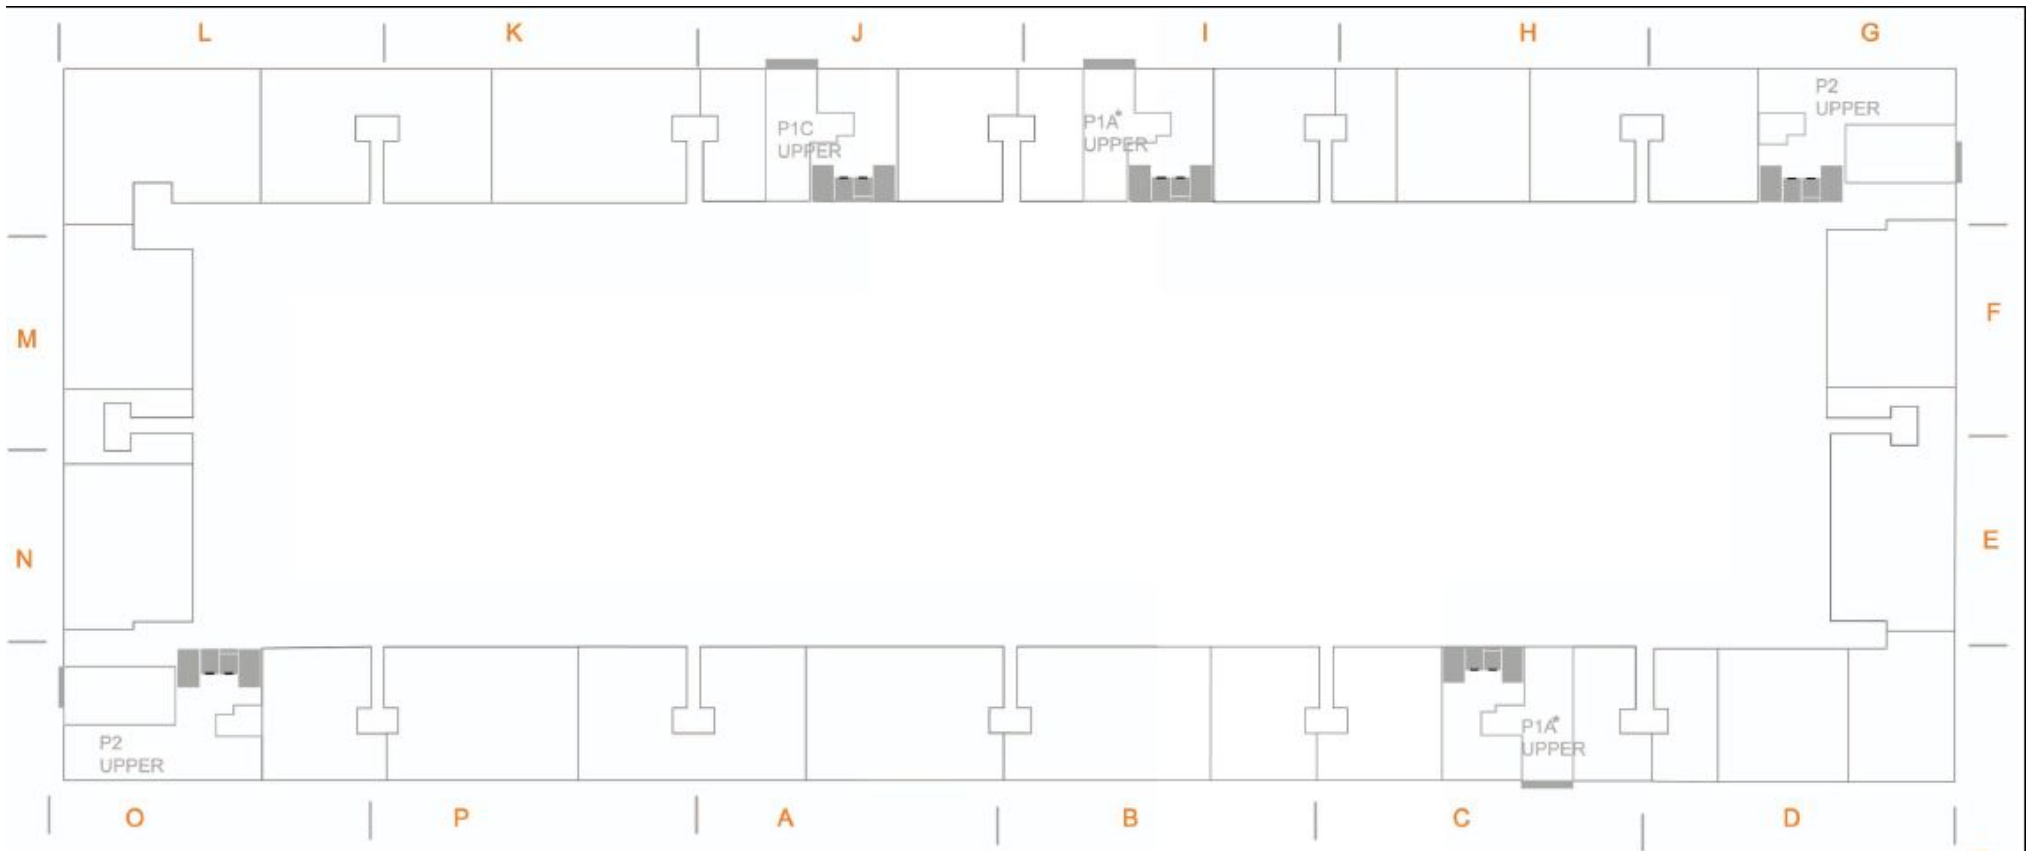 L K J I H G
P2
UPPER
P1C
UPPER
P1A*
UPPER
M
F
N
E
P2
UPPER
P1A*
UPPER
O P A B C D